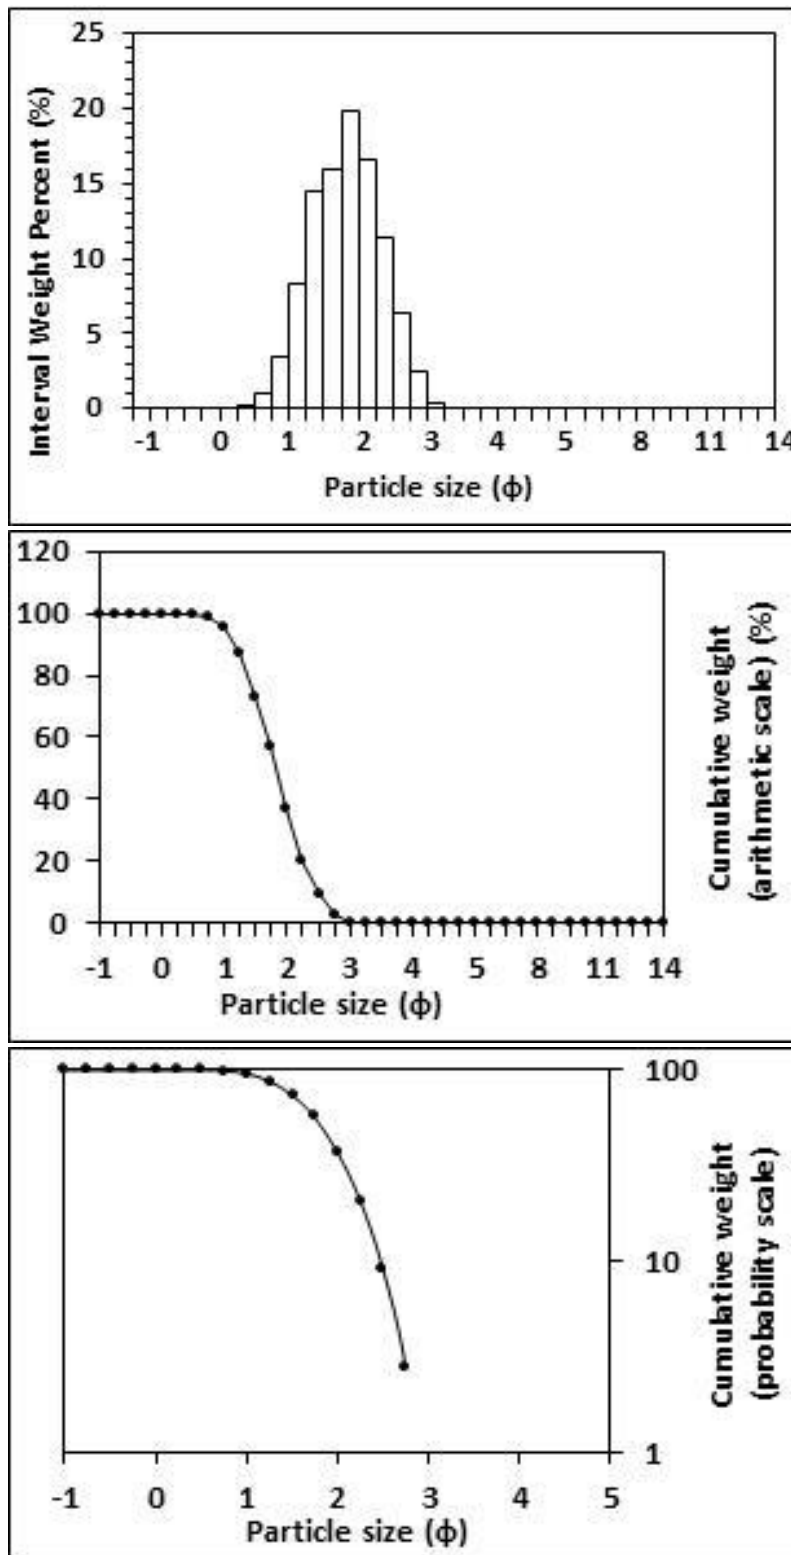 25
20
15
10
5
0
Interval Weight Percent (%)
-1 0 1 2 3 4 5 8 11 14
Particle size (ϕ)
120
100
80
60
40
20
0
-1 0 1 2 3 4 5 8 11 14
Particle size (ϕ)
Cumulative weight
(arithmetic scale) (%)
100
10
1
-1 0 1 2 3 4 5
Particle size (ϕ)
Cumulative weight
(probability scale)